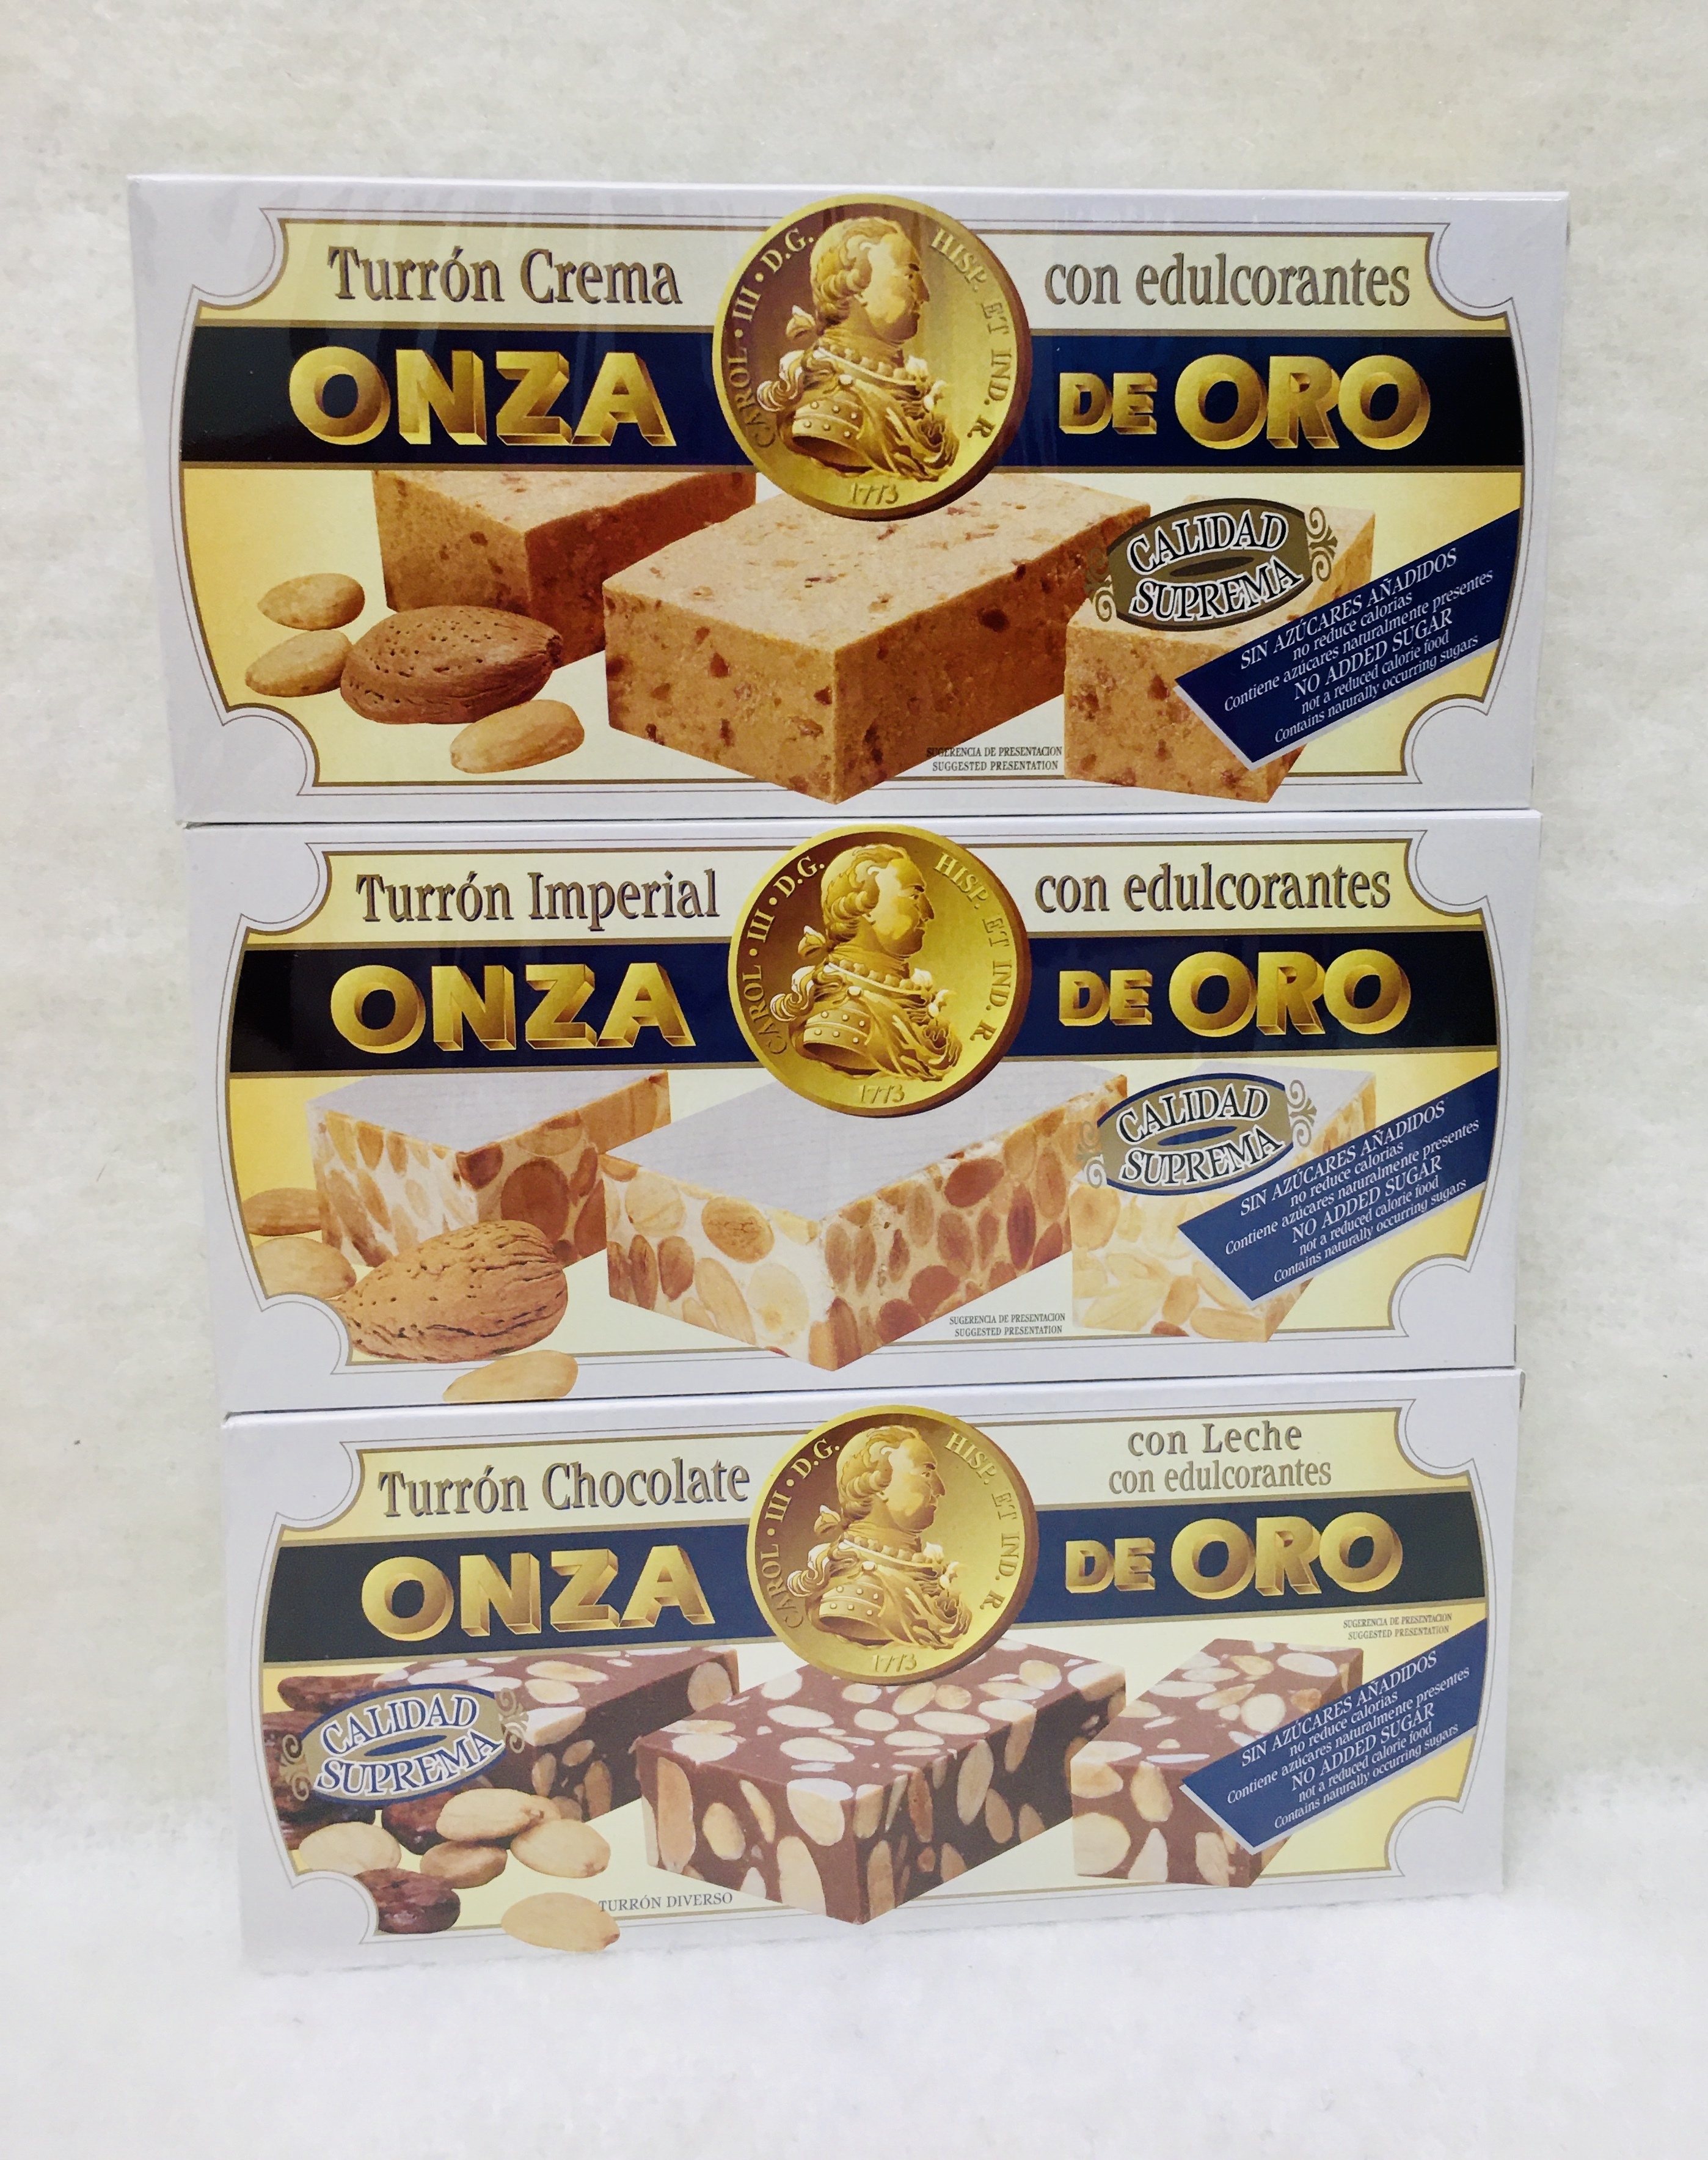 Turrón Crema
con edulcorantes
CAROL · III · D.G. HISP. ET IND. R
1773
ONZA DE ORO
CALIDAD
SUPREMA
SIN AZÚCARES AÑADIDOS
no reduce calorias
Contiene azúcares naturalmente presentes
NO ADDED SUGAR
not a reduced calorie food
Contains naturally occurring sugars
SUGERENCIA DE PRESENTACION
SUGGESTED PRESENTATION
Turrón Imperial
con edulcorantes
CAROL · III · D.G. HISP. ET IND. R
1773
ONZA DE ORO
CALIDAD
SUPREMA
SIN AZÚCARES AÑADIDOS
no reduce calorias
Contiene azúcares naturalmente presentes
NO ADDED SUGAR
not a reduced calorie food
Contains naturally occurring sugars
SUGERENCIA DE PRESENTACION
SUGGESTED PRESENTATION
Turrón Chocolate
con Leche
con edulcorantes
CAROL · III · D.G. HISP. ET IND. R
1773
ONZA DE ORO
SUGERENCIA DE PRESENTACION
SUGGESTED PRESENTATION
CALIDAD
SUPREMA
SIN AZÚCARES AÑADIDOS
no reduce calorias
Contiene azúcares naturalmente presentes
NO ADDED SUGAR
not a reduced calorie food
Contains naturally occurring sugars
TURRÓN DIVERSO